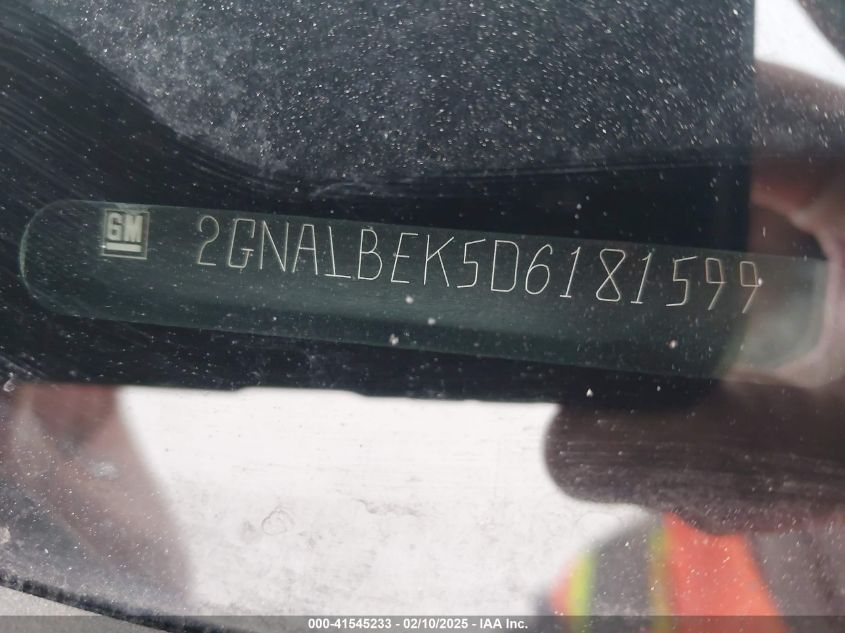 GM 2GNALBEK5D6181599
000-41545233 - 02/10/2025 - IAA Inc.